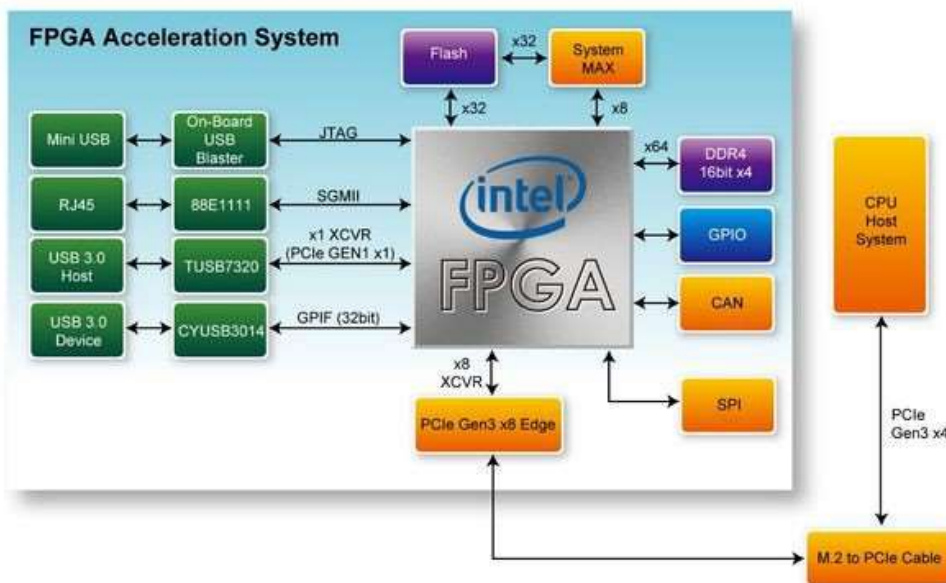 FPGA Acceleration System
Flash
x32
System
MAX
x32
x8
Mini USB
On-Board
USB
Blaster
JTAG
x64
DDR4
16bit x4
RJ45
88E1111
SGMII
intel
GPIO
USB 3.0
Host
TUSB7320
x1 XCVR
(PCIe GEN1 x1)
FPGA
CAN
USB 3.0
Device
CYUSB3014
GPIF (32bit)
x8
XCVR
SPI
PCIe Gen3 x8 Edge
CPU
Host
System
PCIe
Gen3 x4
M.2 to PCIe Cable